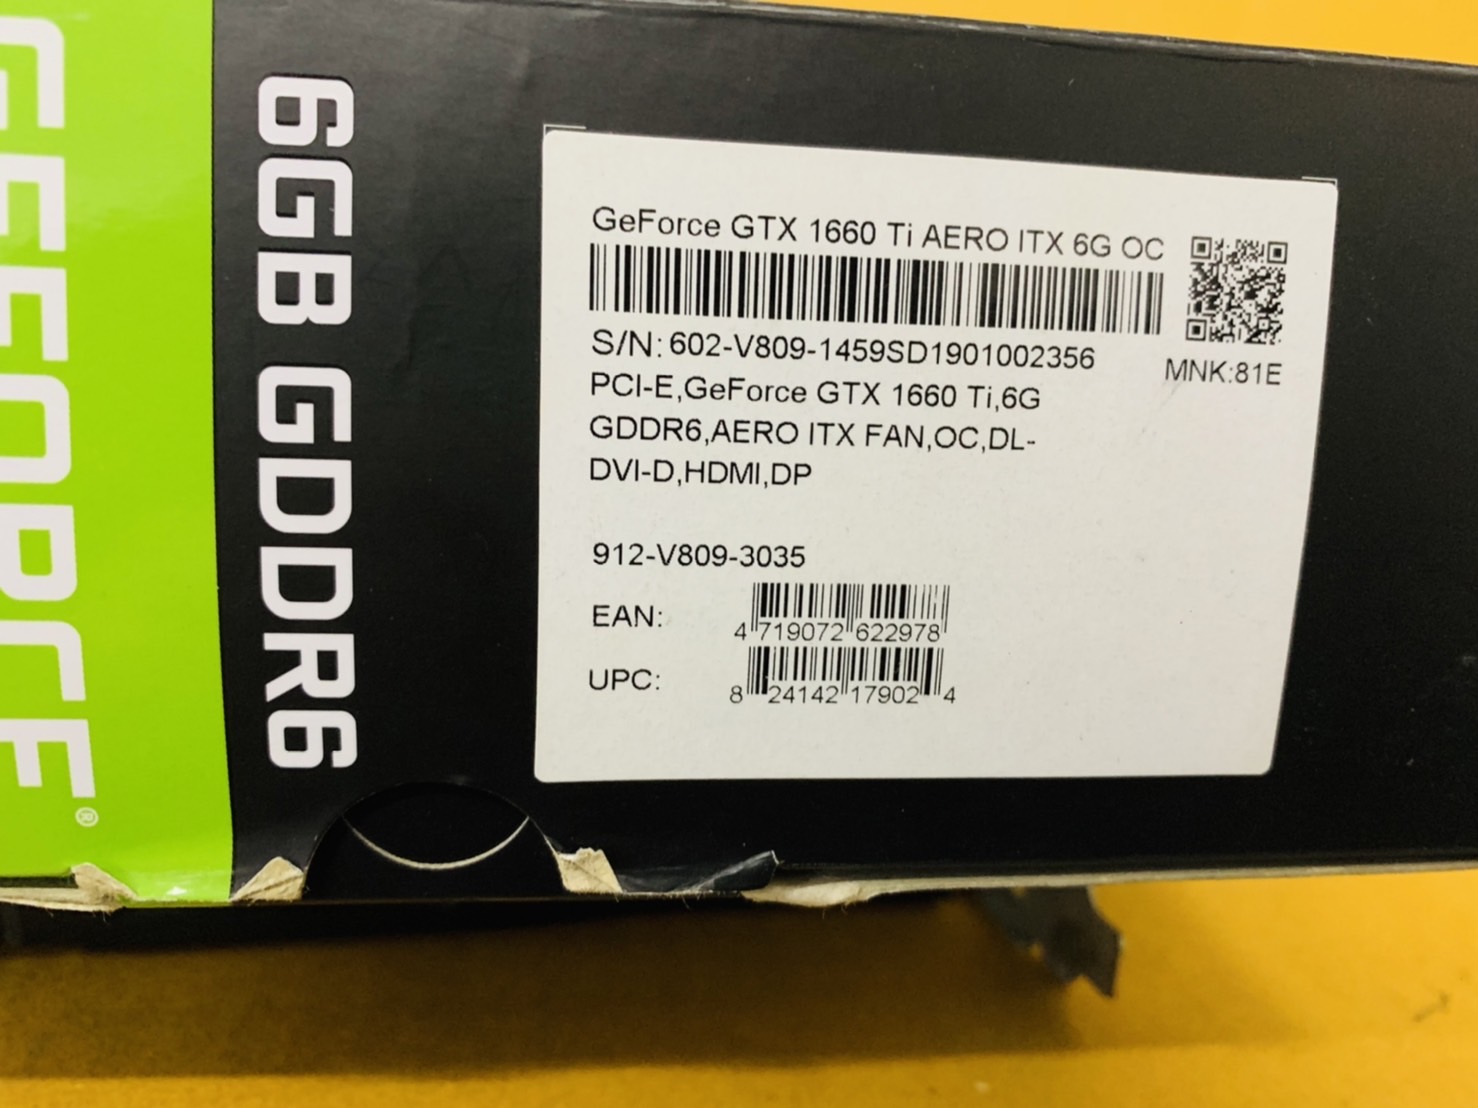 GEFORCE®
6GB GDDR6
GeForce GTX 1660 Ti AERO ITX 6G OC
S/N: 602-V809-1459SD1901002356
MNK:81E
PCI-E,GeForce GTX 1660 Ti,6G
GDDR6,AERO ITX FAN,OC,DL-
DVI-D,HDMI,DP
912-V809-3035
EAN:
4 719072 622978
UPC:
8 24142 17902 4